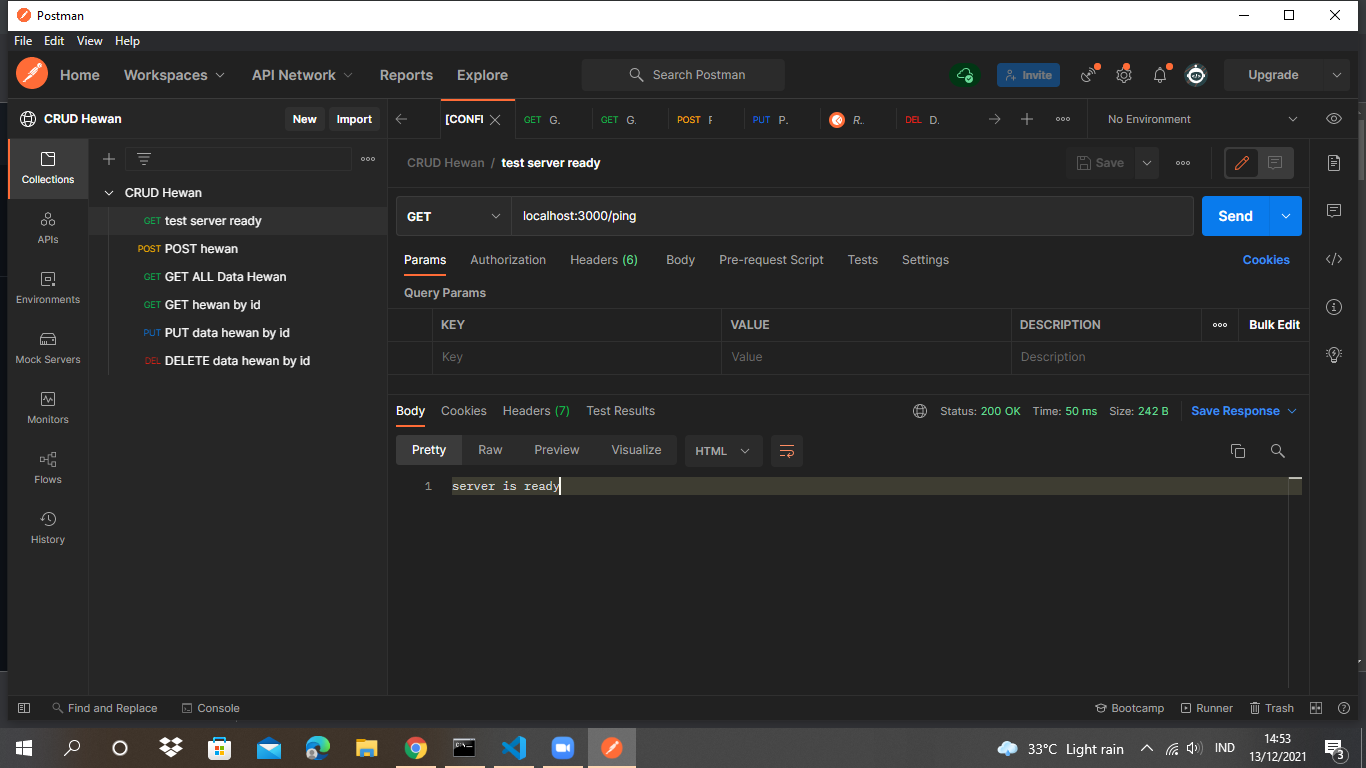 Postman
File Edit View Help
Home Workspaces API Network Reports Explore Search Postman Invite Upgrade
CRUD Hewan New Import
[CONFI GET G. GET G. POST F PUT P. R. DEL D. No Environment
Collections
APIs
Environments
Mock Servers
Monitors
Flows
History
CRUD Hewan
GET test server ready
POST POST hewan
GET GET ALL Data Hewan
GET GET hewan by id
PUT PUT data hewan by id
DEL DELETE data hewan by id
CRUD Hewan / test server ready Save
GET localhost:3000/ping Send
Params Authorization Headers (6) Body Pre-request Script Tests Settings Cookies
Query Params
KEY VALUE DESCRIPTION Bulk Edit
Key Value Description
Body Cookies Headers (7) Test Results Status: 200 OK Time: 50 ms Size: 242 B Save Response
Pretty Raw Preview Visualize HTML
1 server is ready
Find and Replace Console Bootcamp Runner Trash
33°C Light rain IND 14:53
13/12/2021 3